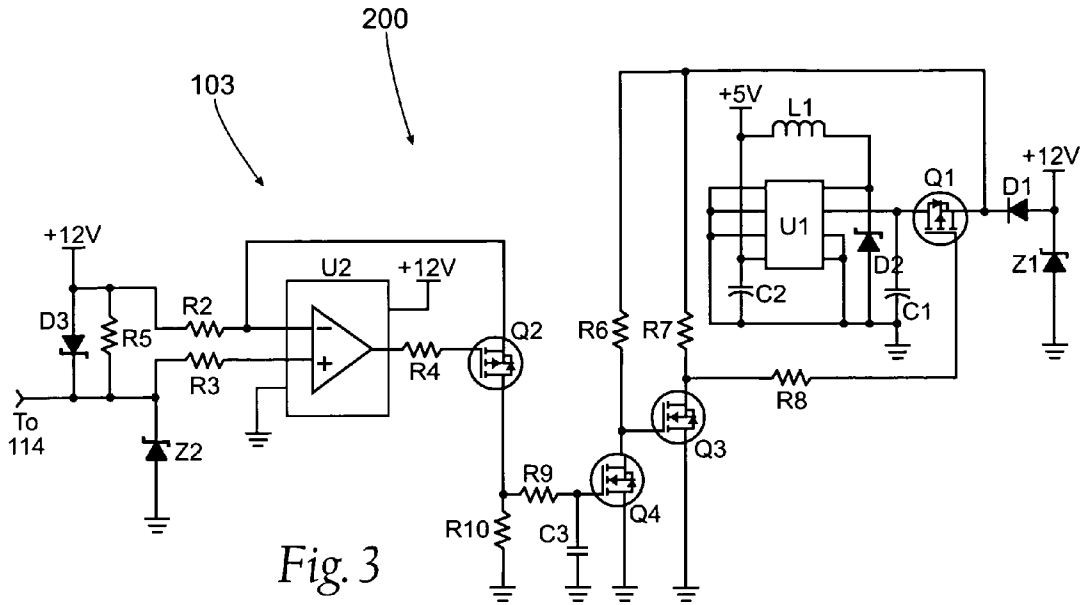 200
103
+5V
L1
+12V
Q1
D1
U1
D2
Z1
C2
C1
+12V
U2
+12V
R2
D3
R5
Q2
R6
R7
R3
R4
R8
To
114
Z2
Q3
R9
Q4
R10
C3
Fig. 3